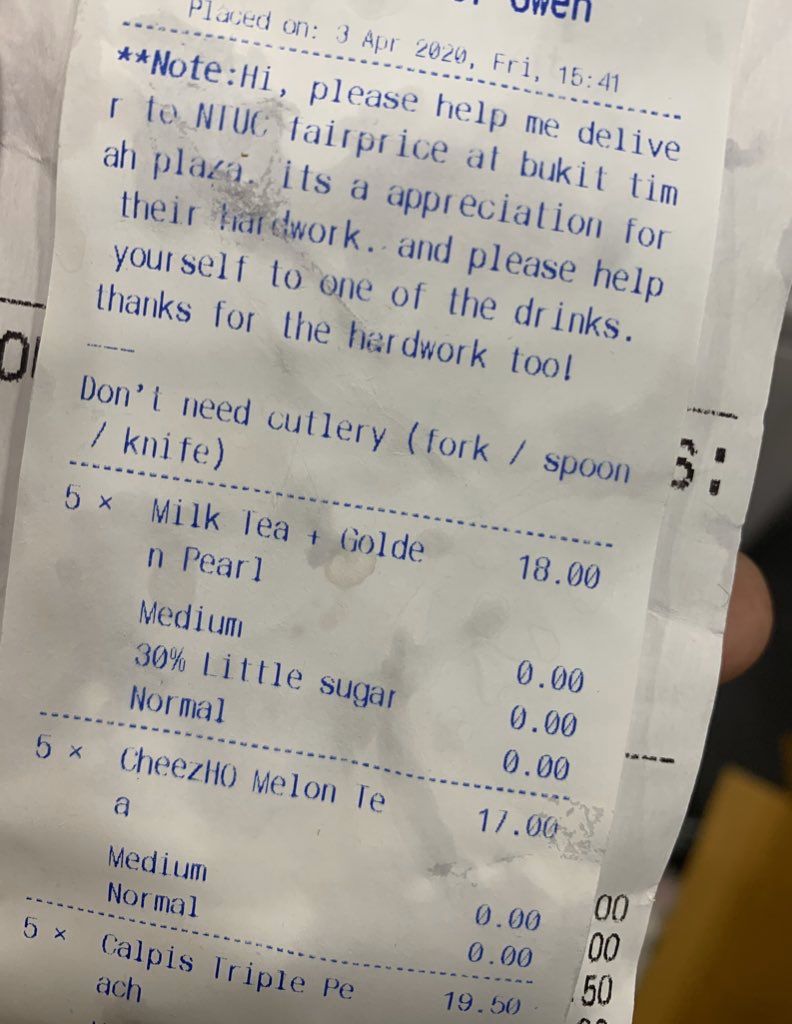 Owen
Placed on: 3 Apr 2020, Fri, 15:41
**Note:Hi, please help me delive
r to NTUC fairprice at bukit tim
ah plaza. its a appreciation for
their hardwork. and please help
yourself to one of the drinks.
thanks for the hardwork too!
---
Don't need cutlery (fork / spoon
/ knife)
5 × Milk Tea + Golde 18.00
n Pearl
Medium 0.00
30% Little sugar 0.00
Normal 0.00
5 × CheezHO Melon Te 17.00
a
Medium 0.00
Normal 0.00
5 × Calpis Triple Pe 19.50
ach
00
00
50